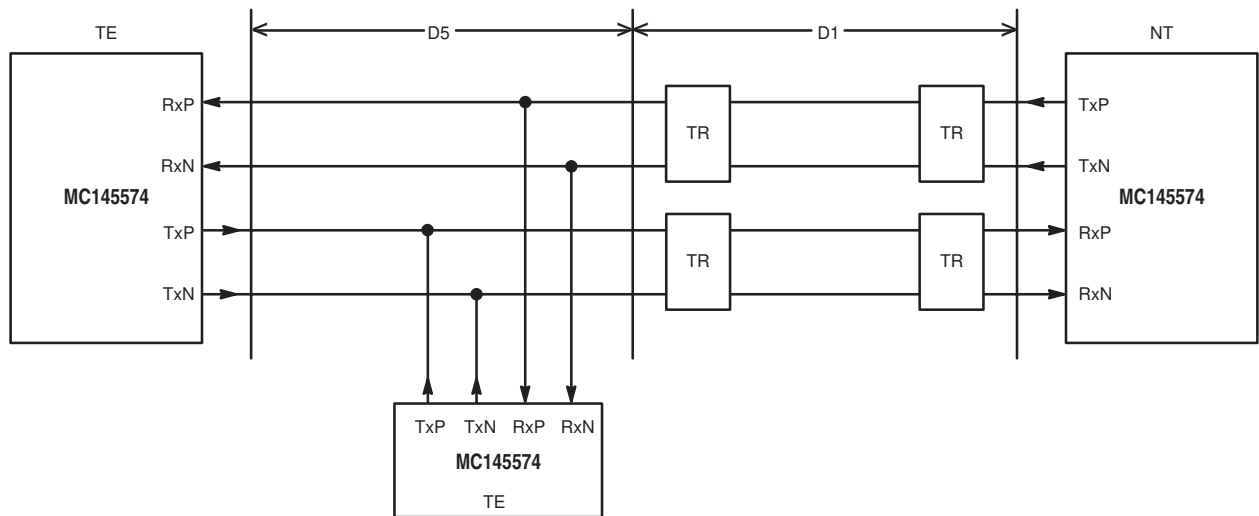 TE
D5
D1
NT
RxP
TxP
TR
TR
RxN
TxN
MC145574
MC145574
TxP
RxP
TR
TR
TxN
RxN
TxP TxN RxP RxN
MC145574
TE